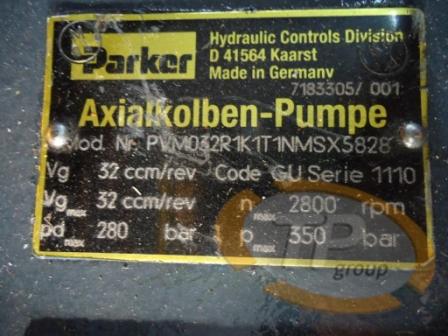 Parker
Hydraulic Controls Division
D 41564 Kaarst
Made in Germany
7183305/ 001
Axialkolben-Pumpe
Mod. Nr. PVM032R1K1T1NMSX5828
Vg 32 ccm/rev Code GU Serie 1110
Vg max 32 ccm/rev n max 2800 rpm
pd max 280 bar p max 350 bar
TP
group